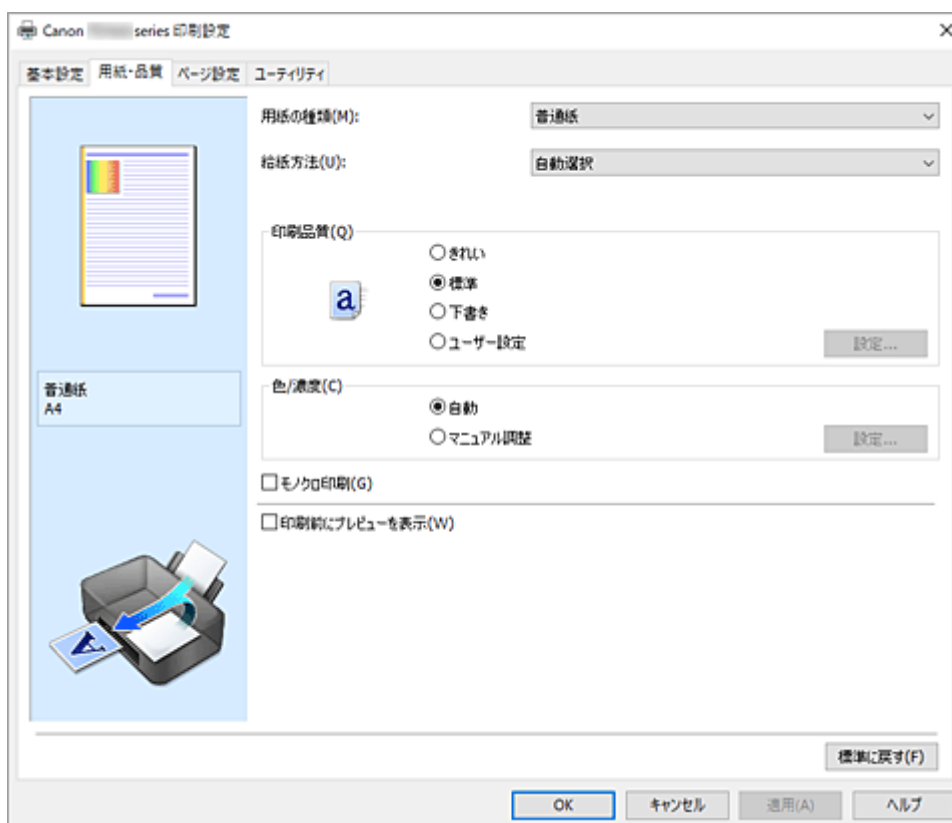 Canon series 印刷設定
基本設定 用紙・品質 ページ設定 ユーティリティ
用紙の種類(M): 普通紙
給紙方法(U): 自動選択
印刷品質(Q)
きれい
a 標準
下書き
ユーザー設定 設定...
普通紙
A4
色/濃度(C)
自動
マニュアル調整 設定...
モノクロ印刷(G)
印刷前にプレビューを表示(W)
A
標準に戻す(F)
OK キャンセル 適用(A) ヘルプ